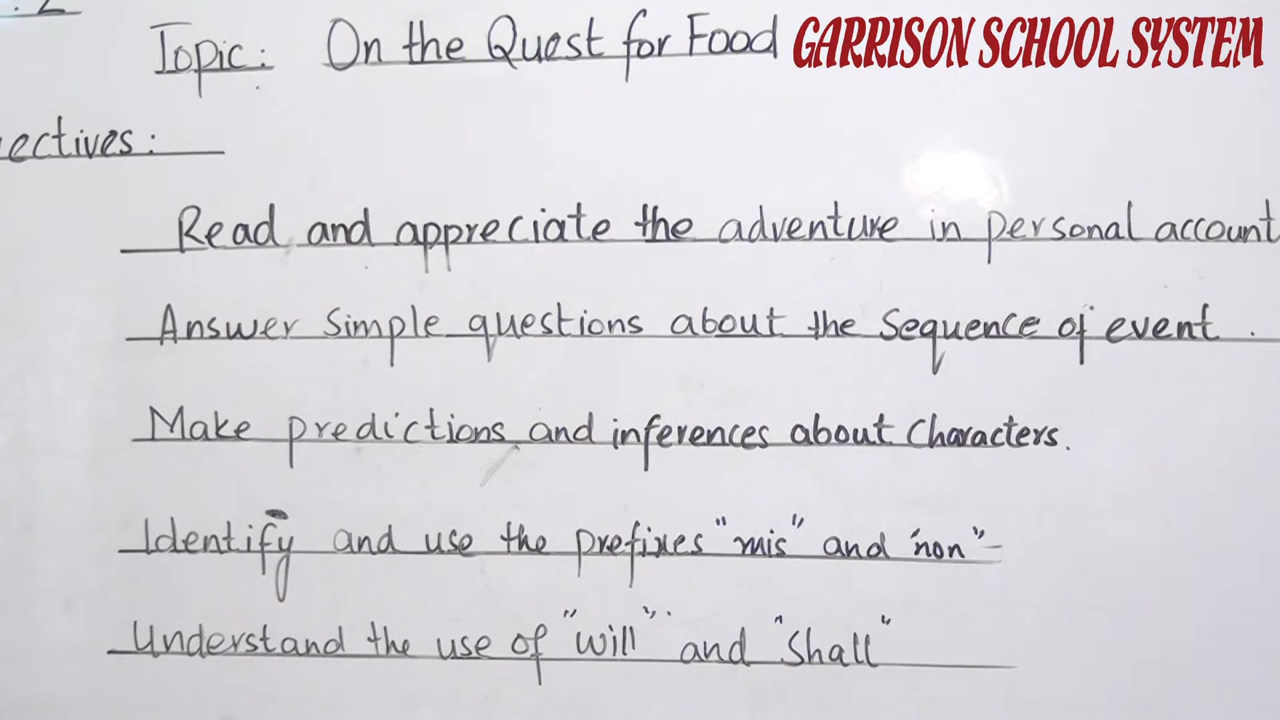 . 2
Topic: On the Quest for Food GARRISON SCHOOL SYSTEM
ectives:
Read and appreciate the adventure in personal account
Answer simple questions about the sequence of event.
Make predictions and inferences about characters.
Identify and use the prefixes "mis" and "non"
Understand the use of "will" and "shall"